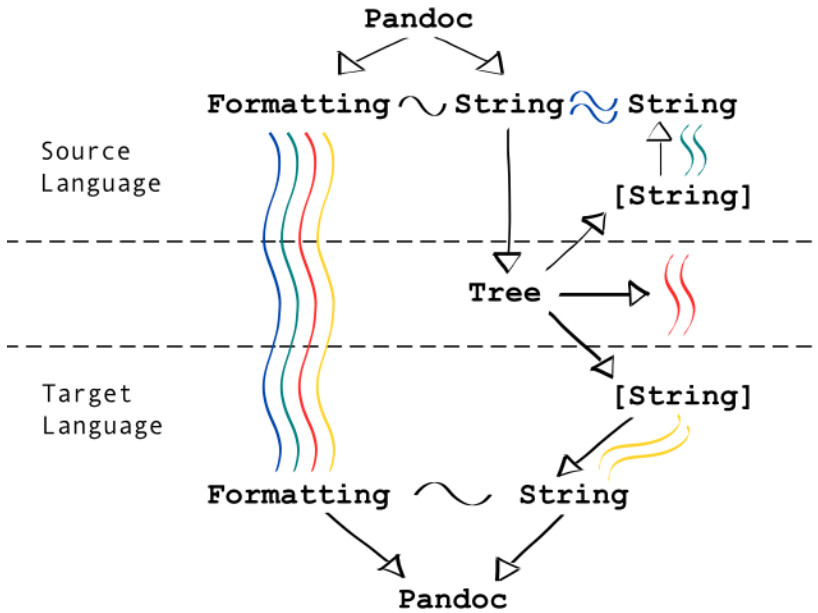 Pandoc
Formatting String String
Source
Language
[String]
Tree
Target
Language
[String]
Formatting String
Pandoc